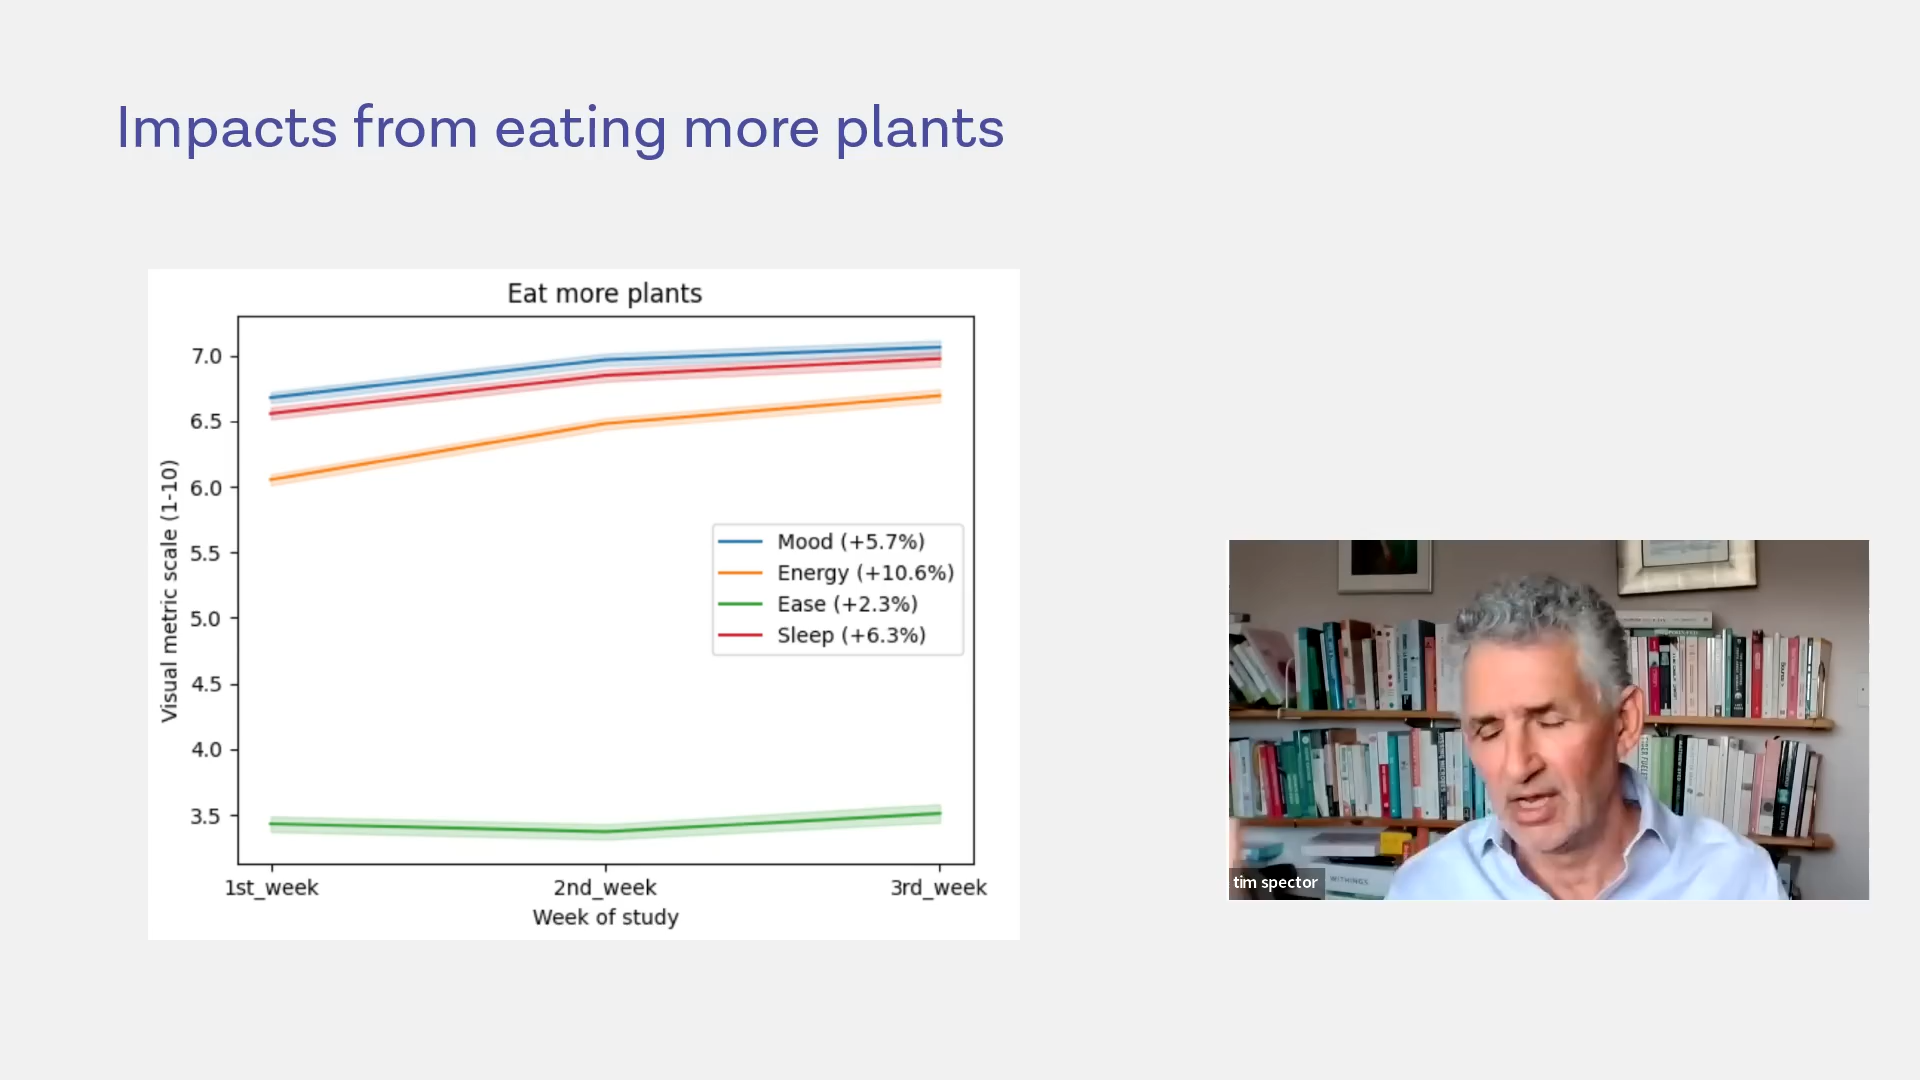 Impacts from eating more plants
Eat more plants
7.0
6.5
6.0
5.5
5.0
4.5
4.0
3.5
Visual metric scale (1-10)
Mood (+5.7%)
Energy (+10.6%)
Ease (+2.3%)
Sleep (+6.3%)
1st_week 2nd_week 3rd_week
Week of study
tim spector
WITHINGS